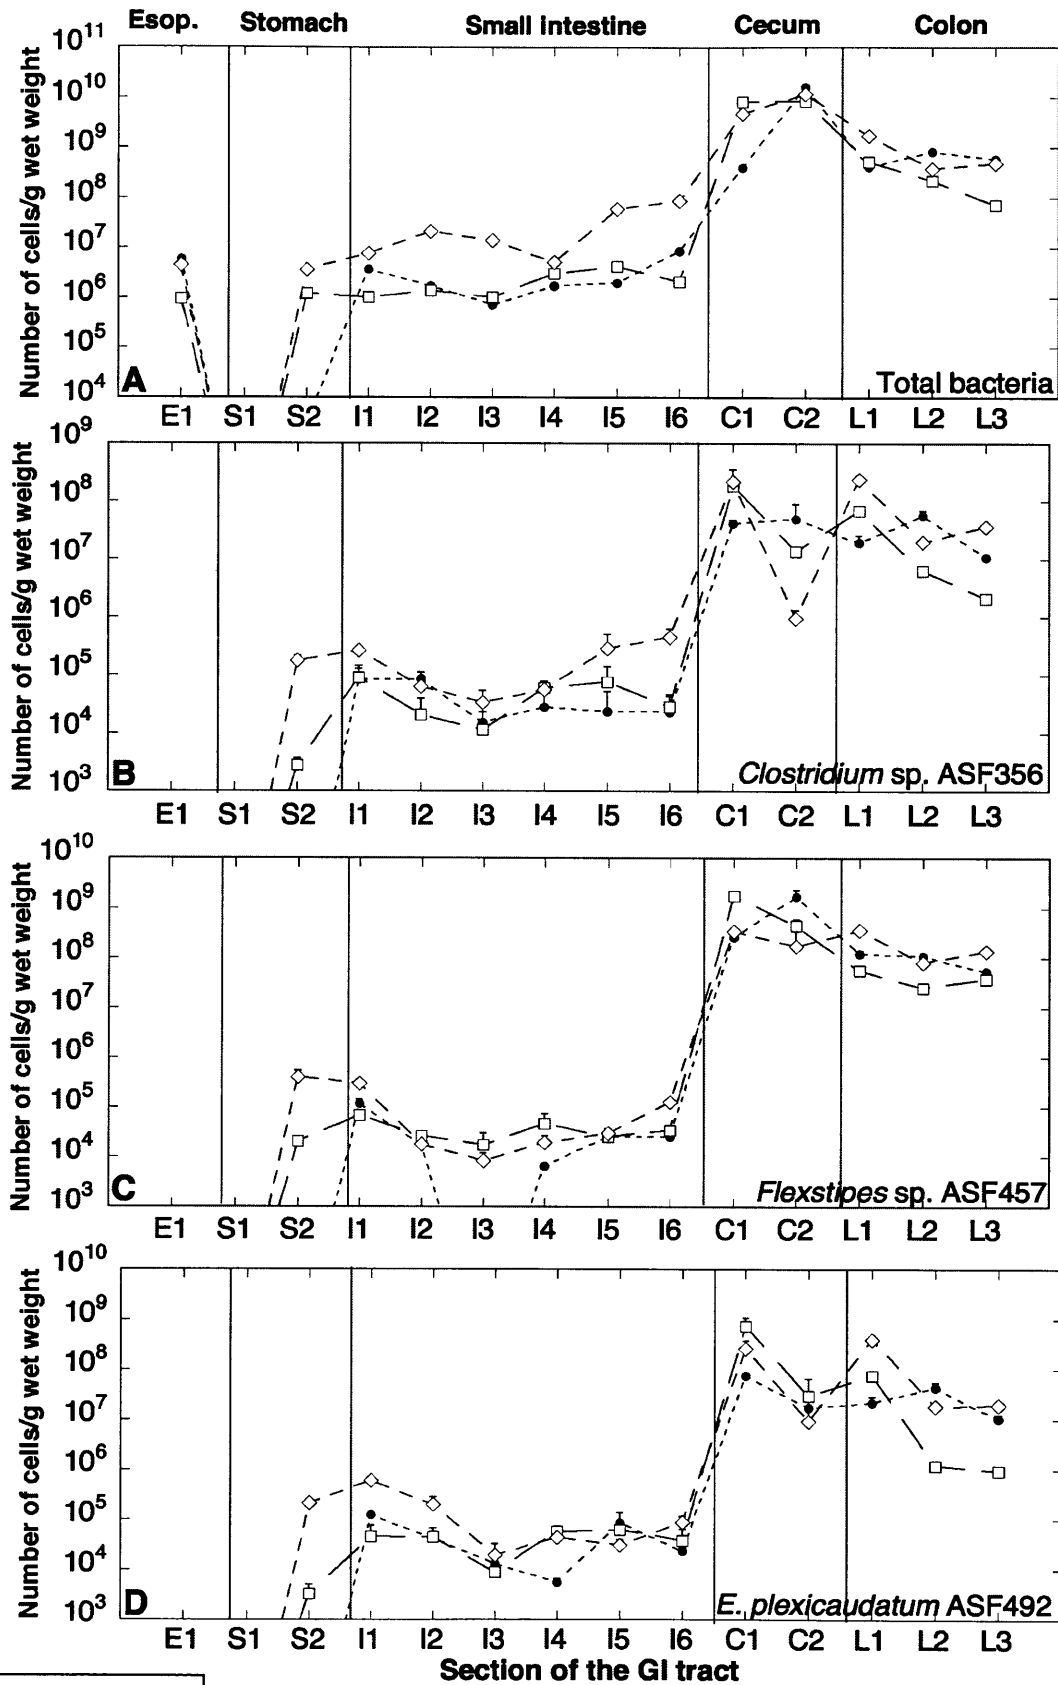 Esop. Stomach Small intestine Cecum Colon
Number of cells/g wet weight
10^11
10^10
10^9
10^8
10^7
10^6
10^5
10^4
A
Total bacteria
E1 S1 S2 I1 I2 I3 I4 I5 I6 C1 C2 L1 L2 L3
Number of cells/g wet weight
10^9
10^8
10^7
10^6
10^5
10^4
10^3
B
Clostridium sp. ASF356
E1 S1 S2 I1 I2 I3 I4 I5 I6 C1 C2 L1 L2 L3
Number of cells/g wet weight
10^10
10^9
10^8
10^7
10^6
10^5
10^4
10^3
C
Flexstipes sp. ASF457
E1 S1 S2 I1 I2 I3 I4 I5 I6 C1 C2 L1 L2 L3
Number of cells/g wet weight
10^10
10^9
10^8
10^7
10^6
10^5
10^4
10^3
D
E. plexicaudatum ASF492
E1 S1 S2 I1 I2 I3 I4 I5 I6 C1 C2 L1 L2 L3
Section of the GI tract